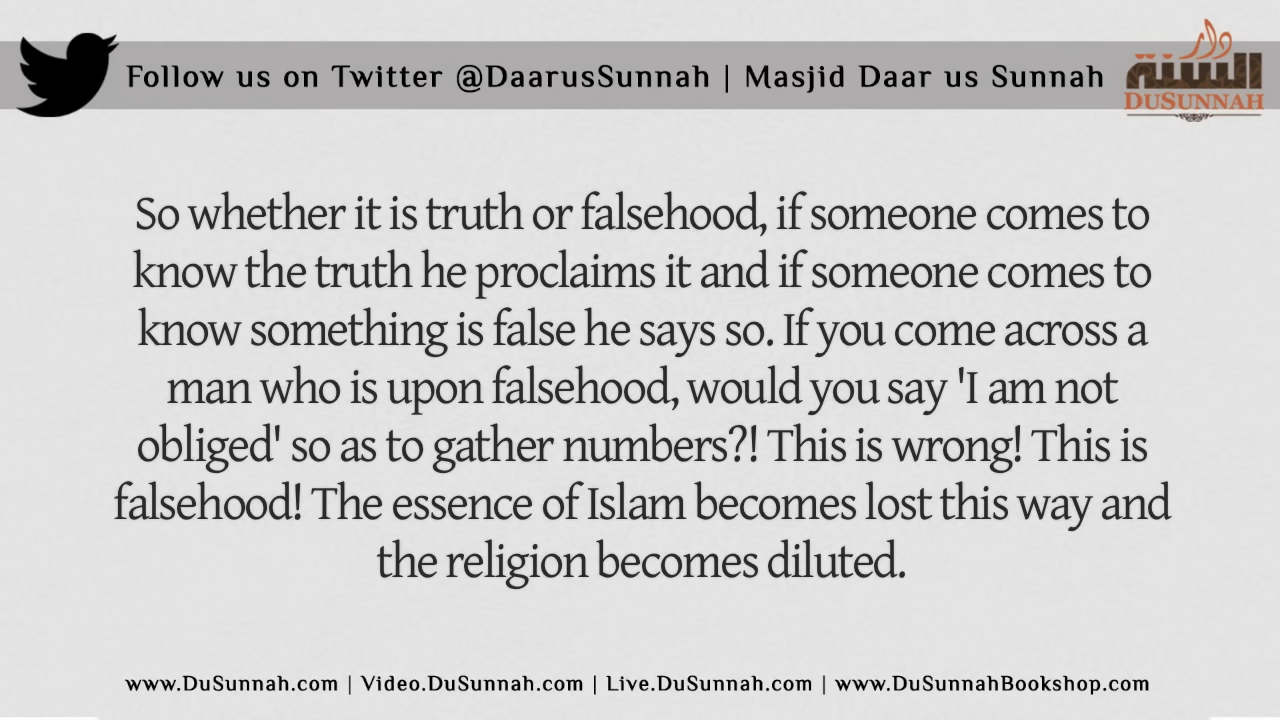 Follow us on Twitter @DaarusSunnah | Masjid Daar us Sunnah
دار
السنة
DUSUNNAH
So whether it is truth or falsehood, if someone comes to
know the truth he proclaims it and if someone comes to
know something is false he says so. If you come across a
man who is upon falsehood, would you say 'I am not
obliged' so as to gather numbers?! This is wrong! This is
falsehood! The essence of Islam becomes lost this way and
the religion becomes diluted.
www.DuSunnah.com | Video.DuSunnah.com | Live.DuSunnah.com | www.DuSunnahBookshop.com